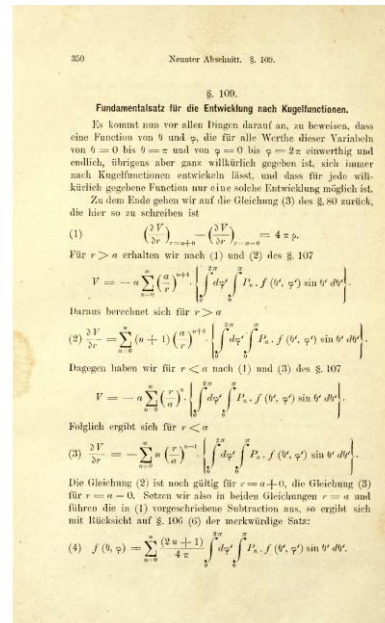 350 Neunter Abschnitt. §. 109.
§. 109.
Fundamentalsatz für die Entwicklung nach Kugelfunctionen.
Es kommt nun vor allen Dingen darauf an, zu beweisen, dass
eine Function von θ und φ, die für alle Werthe dieser Variabeln
von θ = 0 bis θ = π und von φ = 0 bis φ = 2π einwerthig und
endlich, übrigens aber ganz willkürlich gegeben ist, sich immer
nach Kugelfunctionen entwickeln lässt, und dass für jede will-
kürlich gegebene Function nur eine solche Entwicklung möglich ist.
Zu dem Ende gehen wir auf die Gleichung (3) des §. 80 zurück,
die hier so zu schreiben ist
(1) (∂V/∂r)_{r=a+0} − (∂V/∂r)_{r=a−0} = 4πρ.
Für r > a erhalten wir nach (1) und (2) des §. 107
V = − a ∑_{n=0}^{∞} (a/r)^{n+1} · {∫_0^{2π} dφ′ ∫_0^π P_n . f (θ′, φ′) sin θ′ dθ′}.
Daraus berechnet sich für r > a
(2) ∂V/∂r = ∑_{n=0}^{∞} (n + 1) (a/r)^{n+2} · {∫_0^{2π} dφ′ ∫_0^π P_n . f (θ′, φ′) sin θ′ dθ′}.
Dagegen haben wir für r < a nach (1) und (3) des §. 107
V = − a ∑_{n=0}^{∞} (r/a)^n · {∫_0^{2π} dφ′ ∫_0^π P_n . f (θ′, φ′) sin θ′ dθ′}.
Folglich ergibt sich für r < a
(3) ∂V/∂r = − ∑_{n=0}^{∞} n (r/a)^{n−1} · {∫_0^{2π} dφ′ ∫_0^π P_n . f (θ′, φ′) sin θ′ dθ′}.
Die Gleichung (2) ist noch gültig für r = a + 0, die Gleichung (3)
für r = a − 0. Setzen wir also in beiden Gleichungen r = a und
führen die in (1) vorgeschriebene Subtraction aus, so ergibt sich
mit Rücksicht auf §. 106 (6) der merkwürdige Satz:
(4) f (θ, φ) = ∑_{n=0}^{∞} (2n + 1)/4π ∫_0^{2π} dφ′ ∫_0^π P_n . f (θ′, φ′) sin θ′ dθ′.